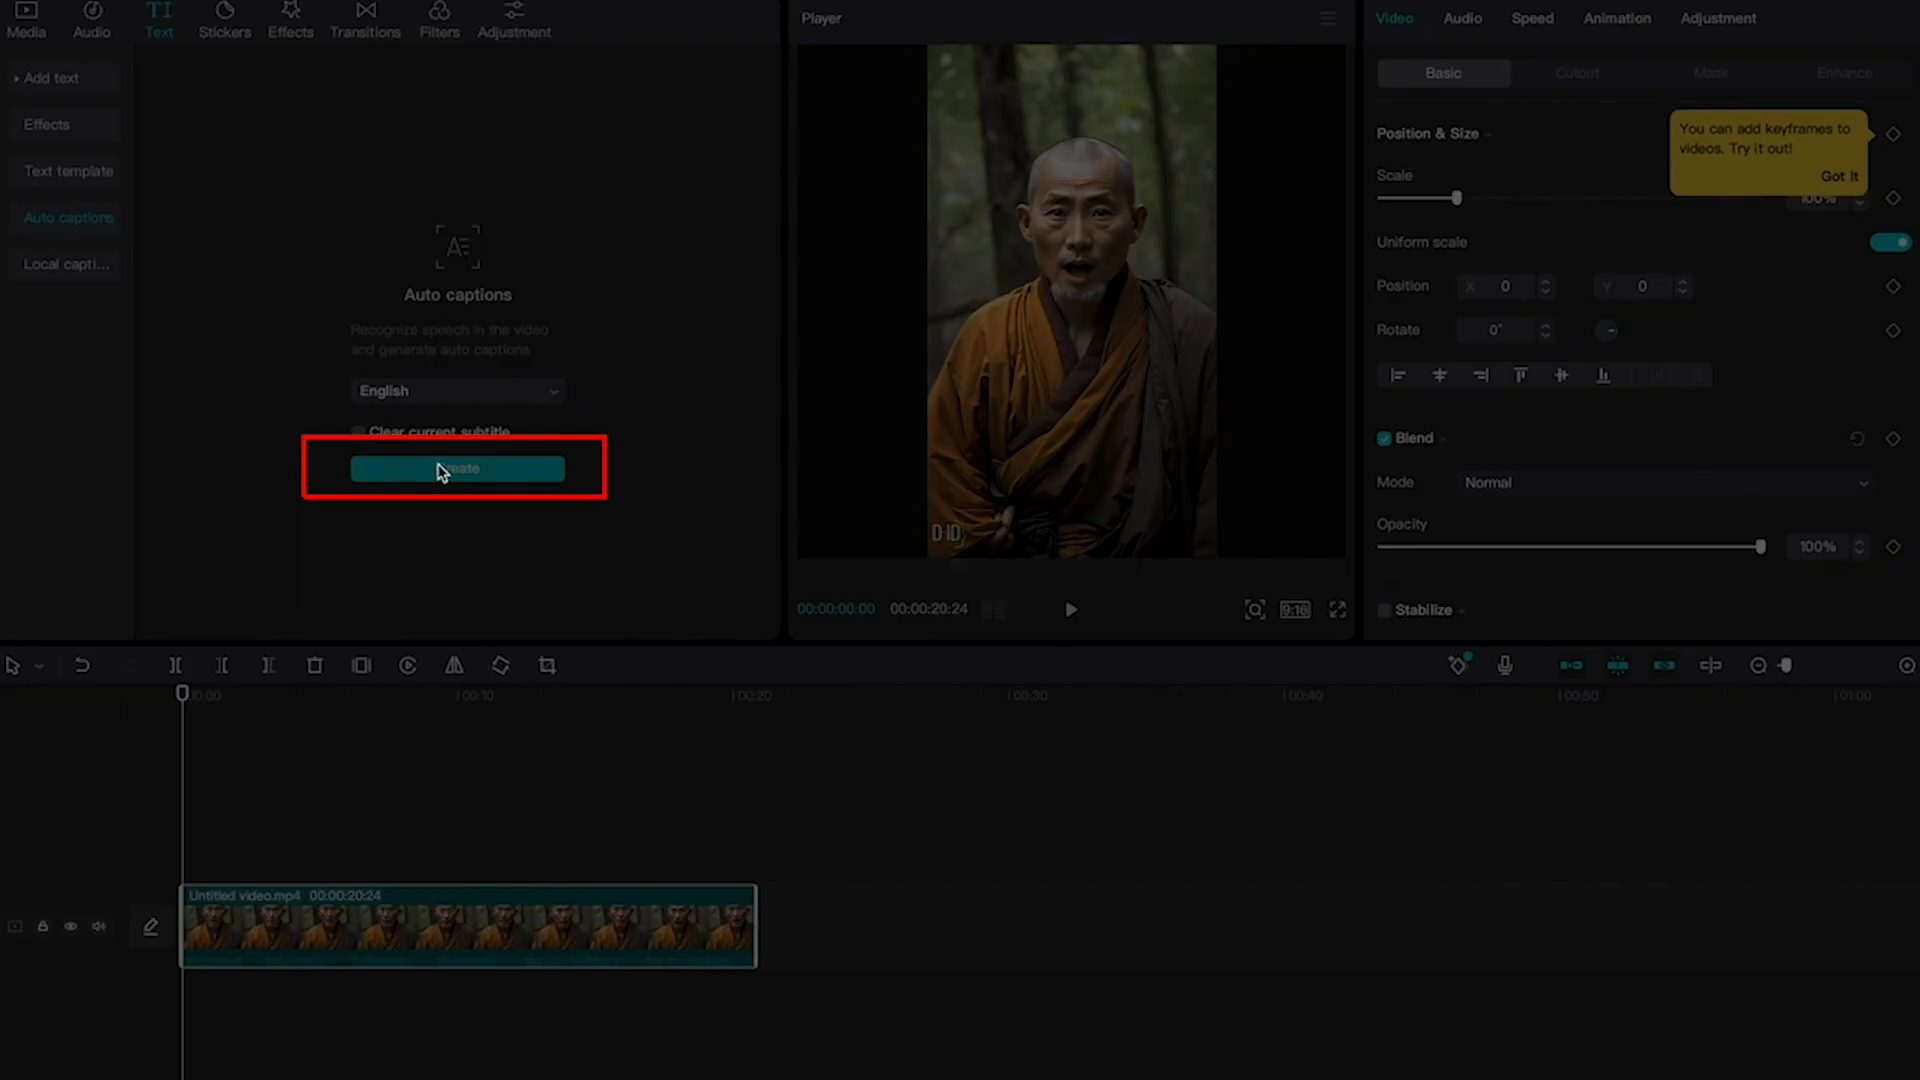 Media Audio Text Stickers Effects Transitions Filters Adjustment
Add text
Effects
Text template
Auto captions
Local capti...
Auto captions
Recognize speech in the video
and generate auto captions
English
Clear current subtitle
Player
D-ID
00:00:00:00 00:00:20:24
9:16
Video Audio Speed Animation Adjustment
Basic Cutout Mask Enhance
Position & Size
You can add keyframes to
videos. Try it out!
Got it
Scale
100%
Uniform scale
Position X 0 Y 0
Rotate 0°
Blend
Mode Normal
Opacity
100%
Stabilize
00:00 00:10 00:20 00:30 00:40 00:50 01:00
Untitled video.mp4 00:00:20:24